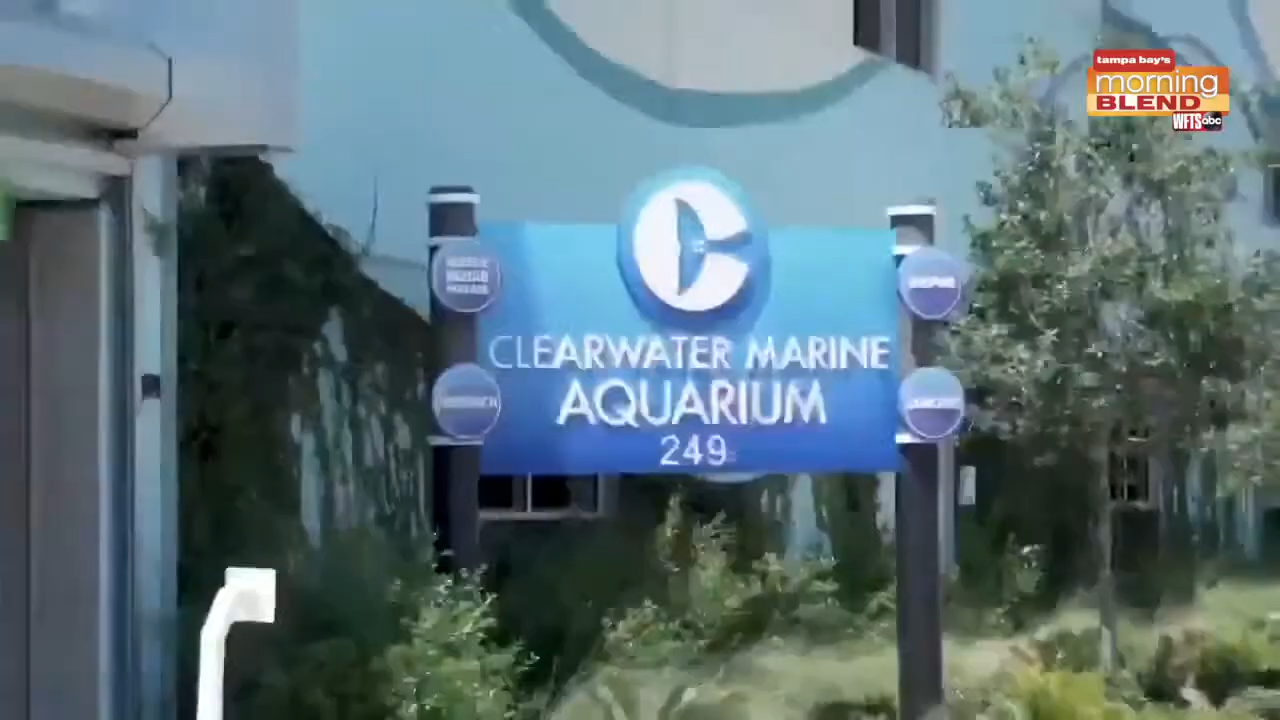 tampa bay's
morning
BLEND
WFTS abc
CLEARWATER MARINE
AQUARIUM
249